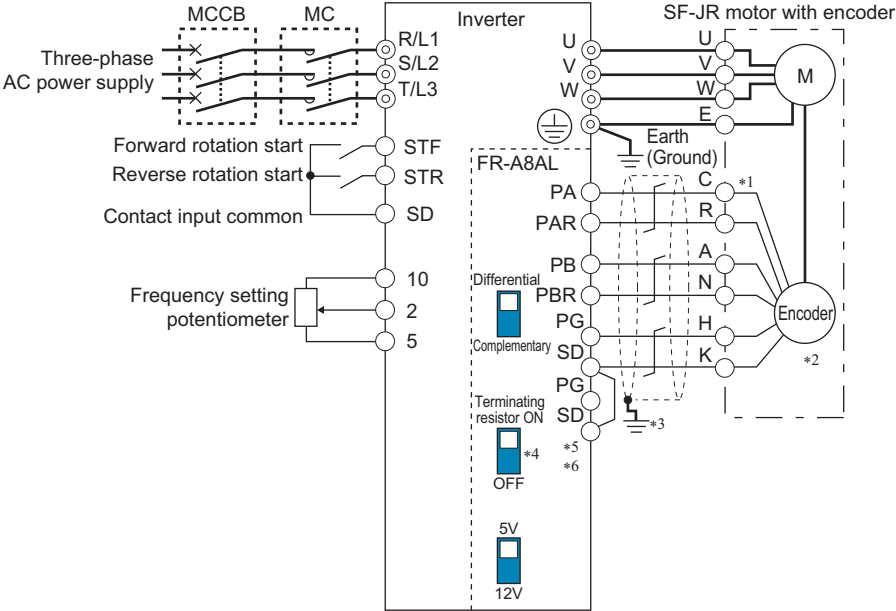 MCCB
MC
Inverter
SF-JR motor with encoder
Three-phase
AC power supply
R/L1
S/L2
T/L3
U
V
W
U
V
W
E
M
Earth
(Ground)
Forward rotation start
Reverse rotation start
Contact input common
STF
STR
SD
FR-A8AL
PA
PAR
PB
PBR
PG
SD
PG
SD
C
R
A
N
H
K
*1
Encoder
*2
*3
Frequency setting
potentiometer
10
2
5
Differential
Complementary
Terminating
resistor ON
*4
OFF
*5
*6
5V
12V